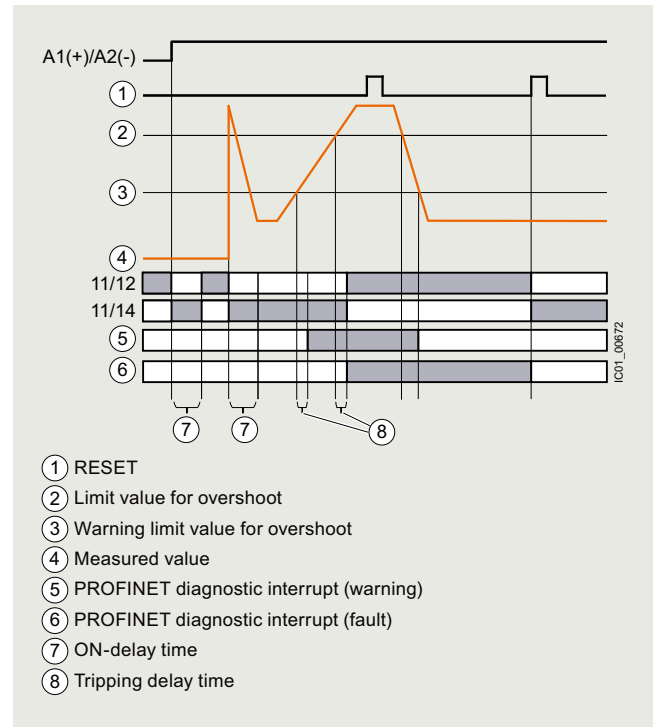 A1(+)/A2(-)
1
2
3
4
11/12
11/14
5
6
7 7 8
IC01_00672
1 RESET
2 Limit value for overshoot
3 Warning limit value for overshoot
4 Measured value
5 PROFINET diagnostic interrupt (warning)
6 PROFINET diagnostic interrupt (fault)
7 ON-delay time
8 Tripping delay time